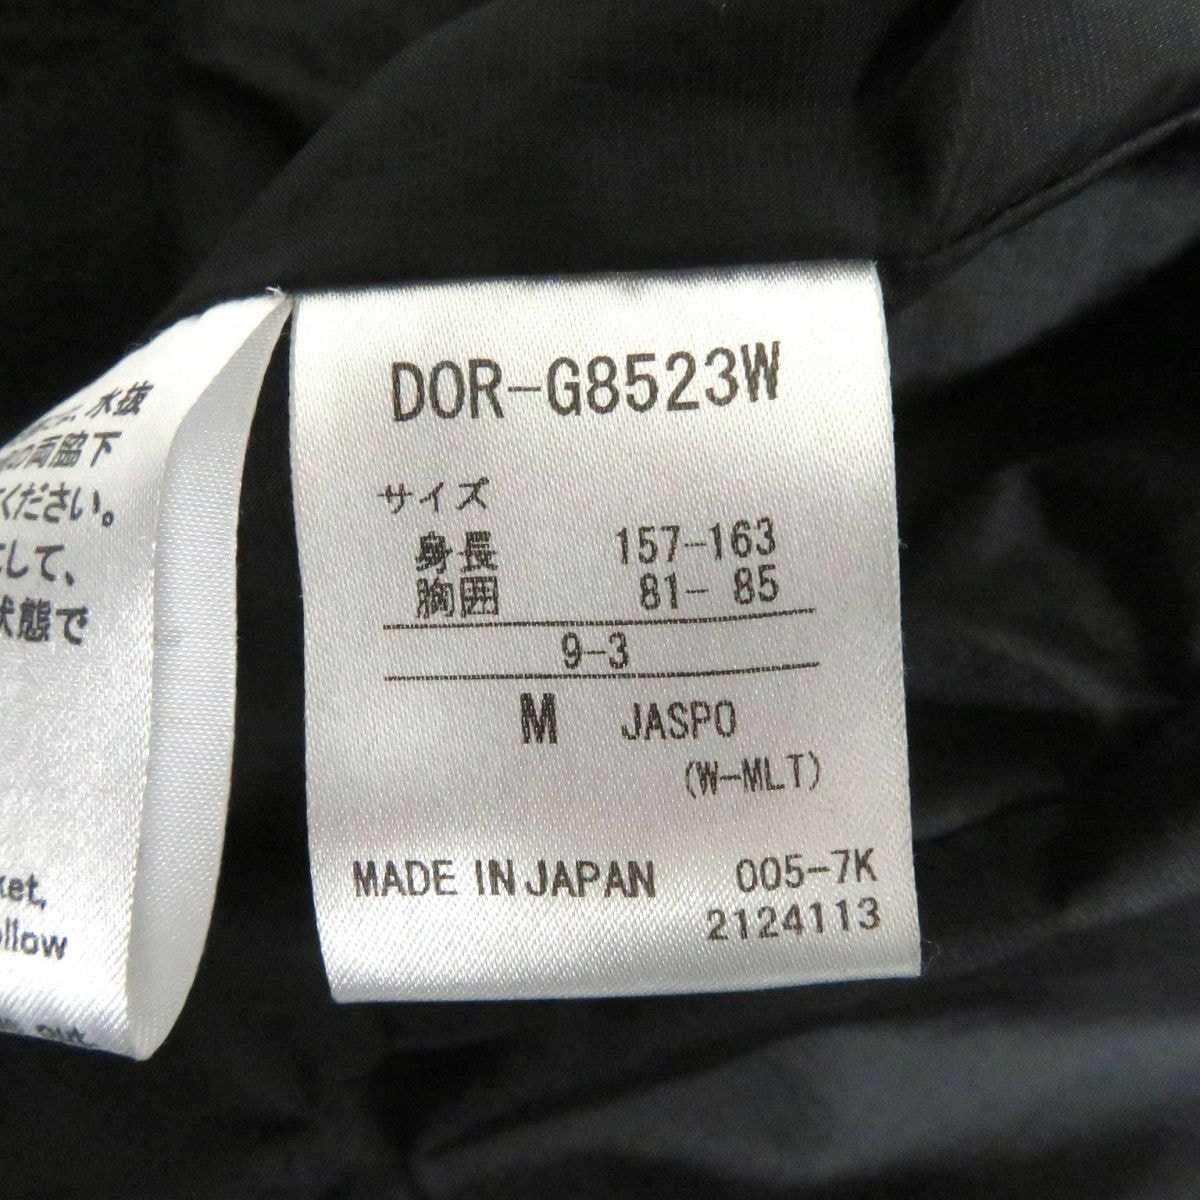 水抜
の両脇下
ください。
にして、
状態で
ket,
ollow
out
DOR-G8523W
サイズ
身長 157-163
胸囲 81- 85
9-3
M JASPO
(W-MLT)
MADE IN JAPAN 005-7K
2124113